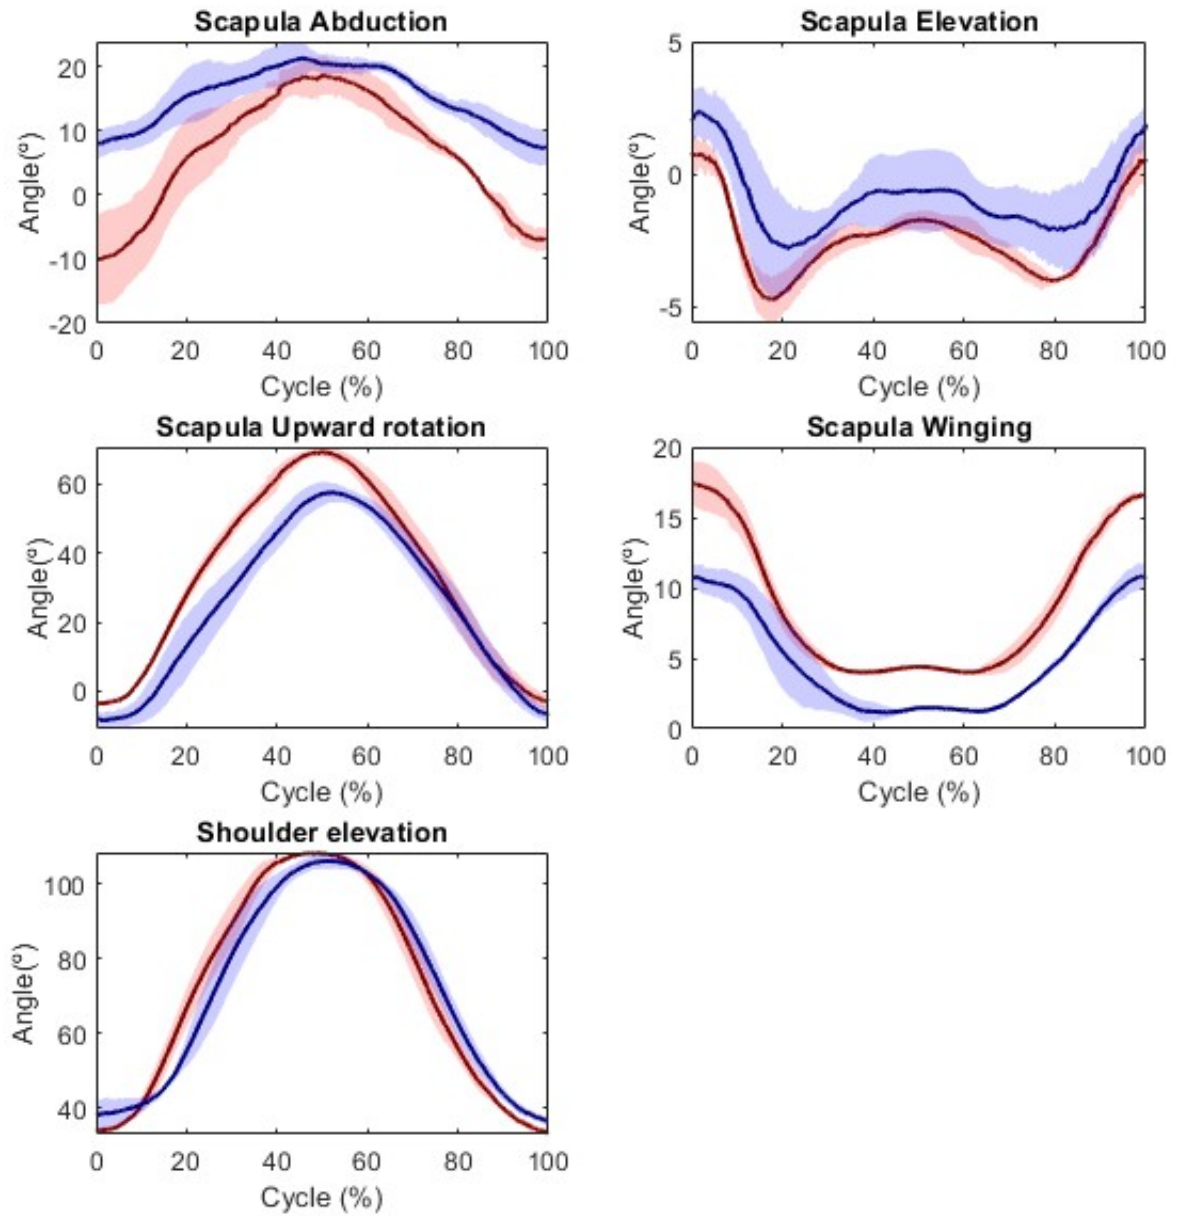 Scapula Abduction
20
10
0
-10
-20
Angle(°)
0 20 40 60 80 100
Cycle (%)
Scapula Elevation
5
0
-5
Angle(°)
0 20 40 60 80 100
Cycle (%)
Scapula Upward rotation
60
40
20
0
Angle(°)
0 20 40 60 80 100
Cycle (%)
Scapula Winging
20
15
10
5
0
Angle(°)
0 20 40 60 80 100
Cycle (%)
Shoulder elevation
100
80
60
40
Angle(°)
0 20 40 60 80 100
Cycle (%)